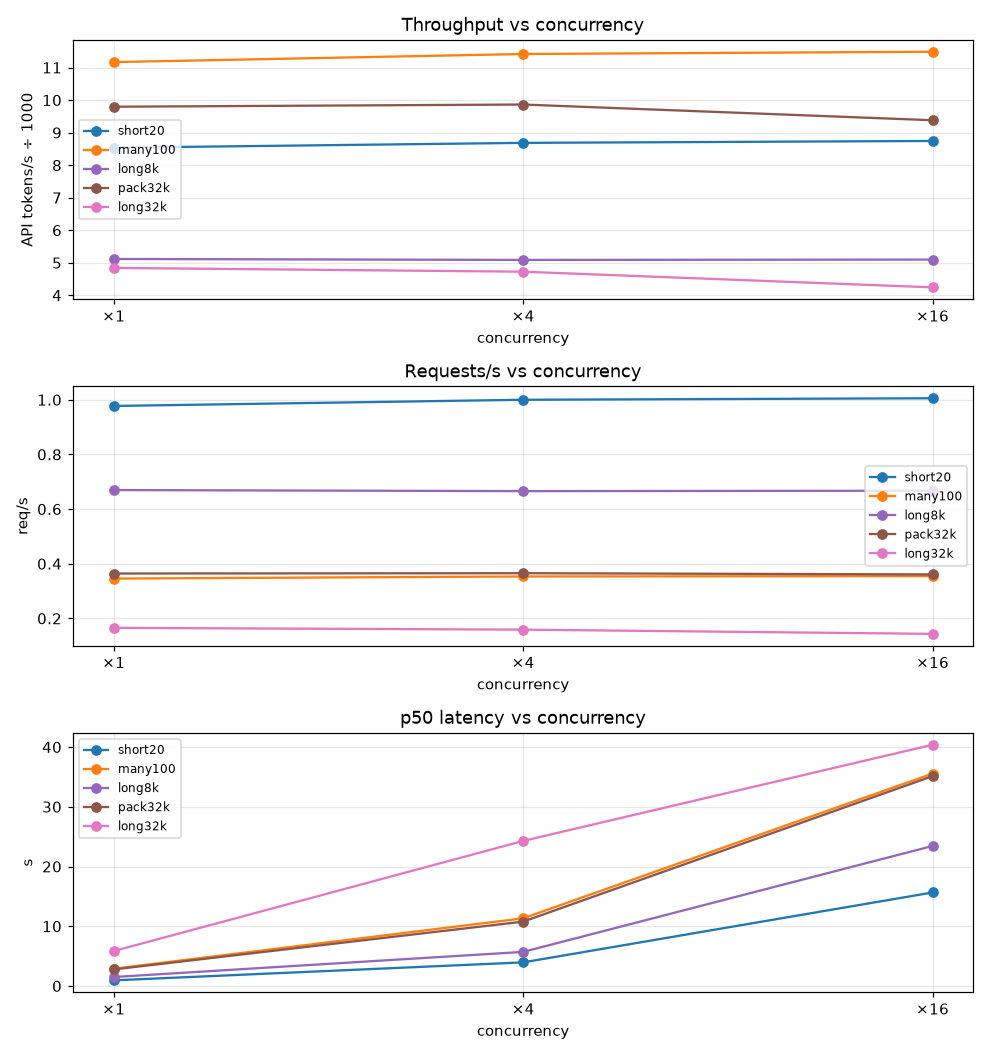 Throughput vs concurrency
API tokens/s ÷ 1000
11
10
9
8
7
6
5
4
short20
many100
long8k
pack32k
long32k
×1
×4
×16
concurrency
Requests/s vs concurrency
req/s
1.0
0.8
0.6
0.4
0.2
short20
many100
long8k
pack32k
long32k
×1
×4
×16
concurrency
p50 latency vs concurrency
s
40
30
20
10
0
short20
many100
long8k
pack32k
long32k
×1
×4
×16
concurrency